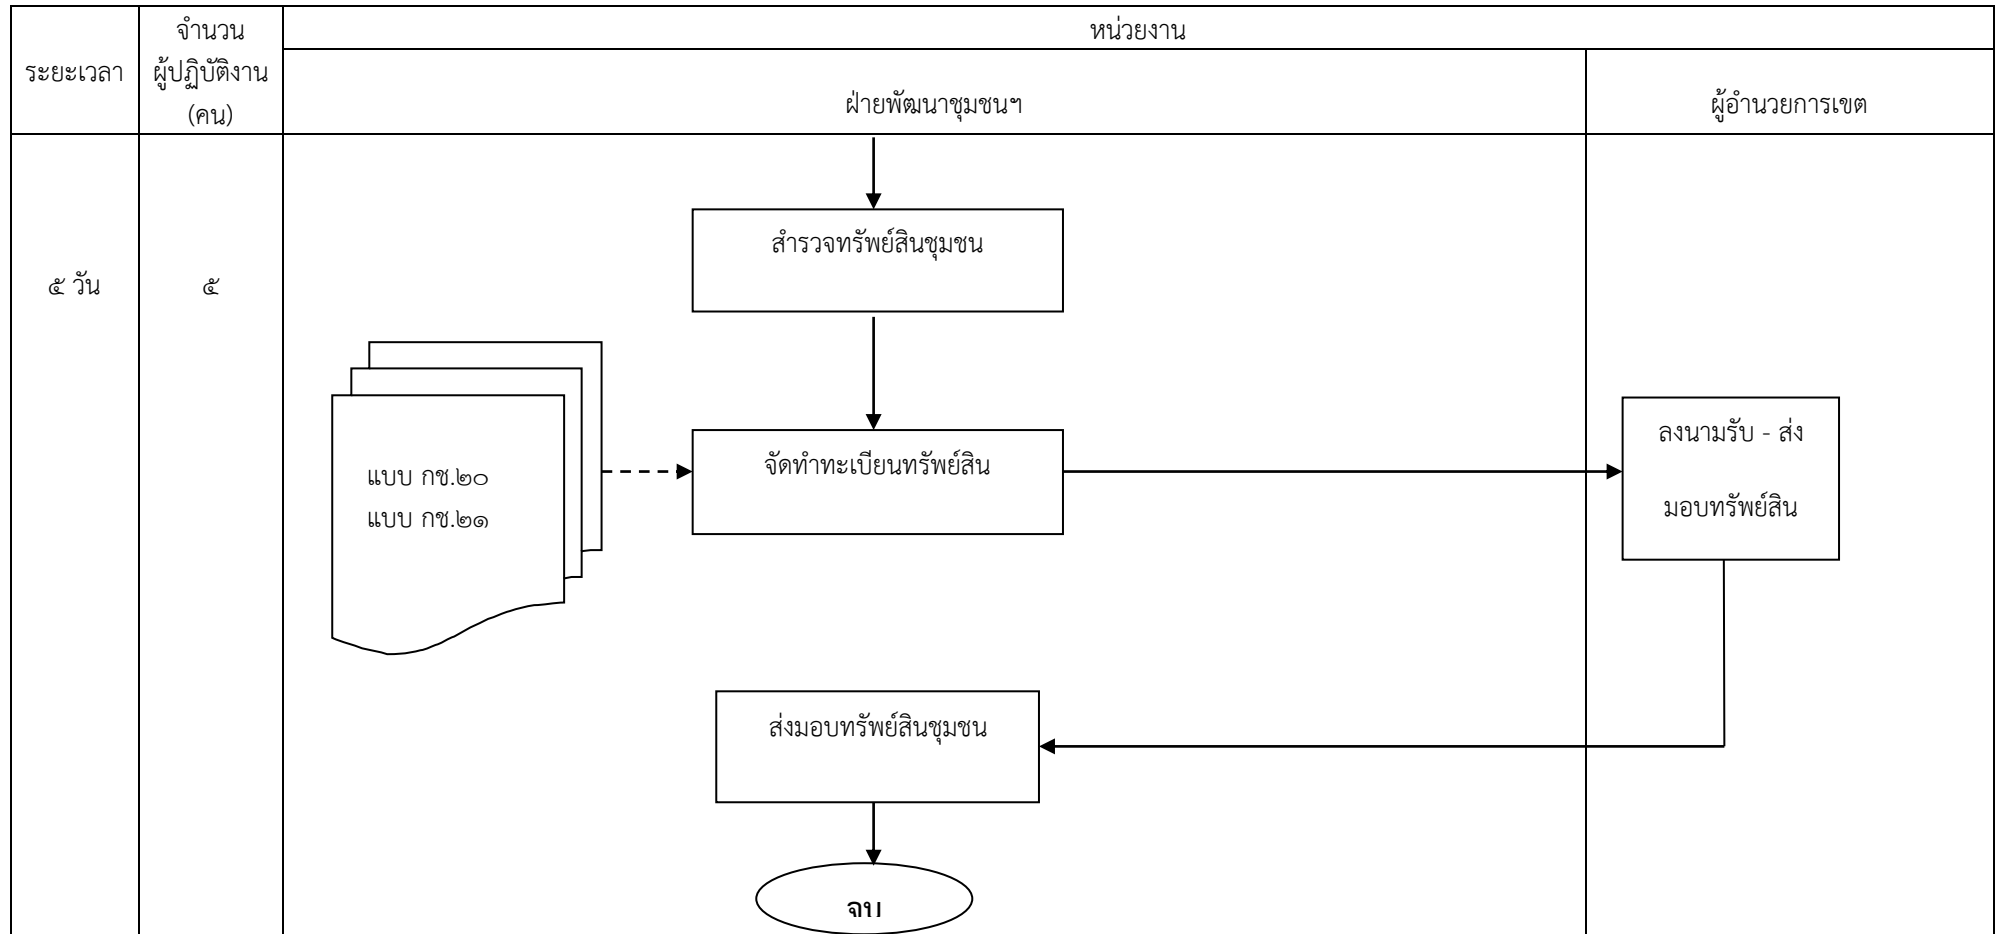 ระยะเวลา
จำนวน
ผู้ปฏิบัติงาน
(คน)
หน่วยงาน
ฝ่ายพัฒนาชุมชนฯ
ผู้อำนวยการเขต
สำรวจทรัพย์สินชุมชน
๕ วัน
๕
แบบ กช.๒๐
แบบ กช.๒๑
จัดทำทะเบียนทรัพย์สิน
ลงนามรับ - ส่ง
มอบทรัพย์สิน
ส่งมอบทรัพย์สินชุมชน
จบ